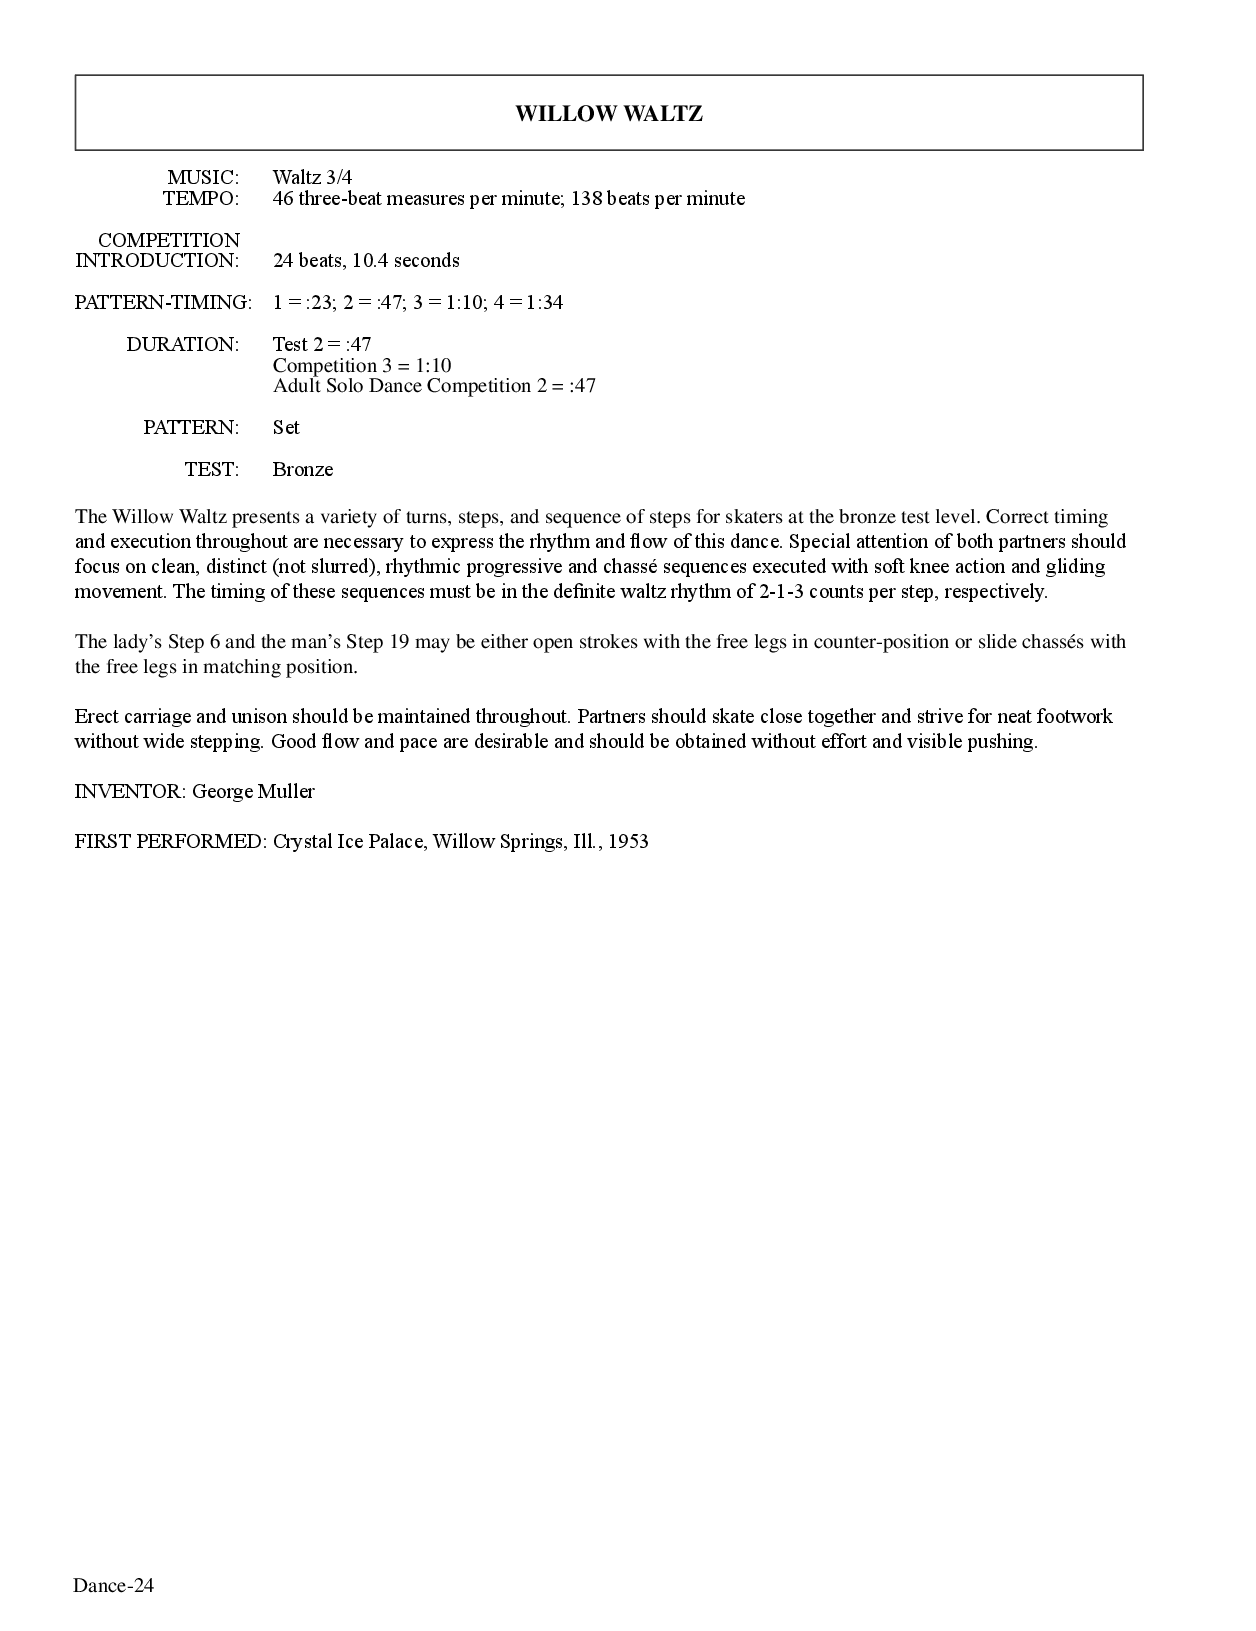 WILLOW WALTZ
MUSIC: Waltz 3/4
TEMPO: 46 three-beat measures per minute; 138 beats per minute
COMPETITION
INTRODUCTION: 24 beats, 10.4 seconds
PATTERN-TIMING: 1 = :23; 2 = :47; 3 = 1:10; 4 = 1:34
DURATION: Test 2 = :47
Competition 3 = 1:10
Adult Solo Dance Competition 2 = :47
PATTERN: Set
TEST: Bronze
The Willow Waltz presents a variety of turns, steps, and sequence of steps for skaters at the bronze test level. Correct timing
and execution throughout are necessary to express the rhythm and flow of this dance. Special attention of both partners should
focus on clean, distinct (not slurred), rhythmic progressive and chassé sequences executed with soft knee action and gliding
movement. The timing of these sequences must be in the definite waltz rhythm of 2-1-3 counts per step, respectively.
The lady’s Step 6 and the man’s Step 19 may be either open strokes with the free legs in counter-position or slide chassés with
the free legs in matching position.
Erect carriage and unison should be maintained throughout. Partners should skate close together and strive for neat footwork
without wide stepping. Good flow and pace are desirable and should be obtained without effort and visible pushing.
INVENTOR: George Muller
FIRST PERFORMED: Crystal Ice Palace, Willow Springs, Ill., 1953
Dance-24